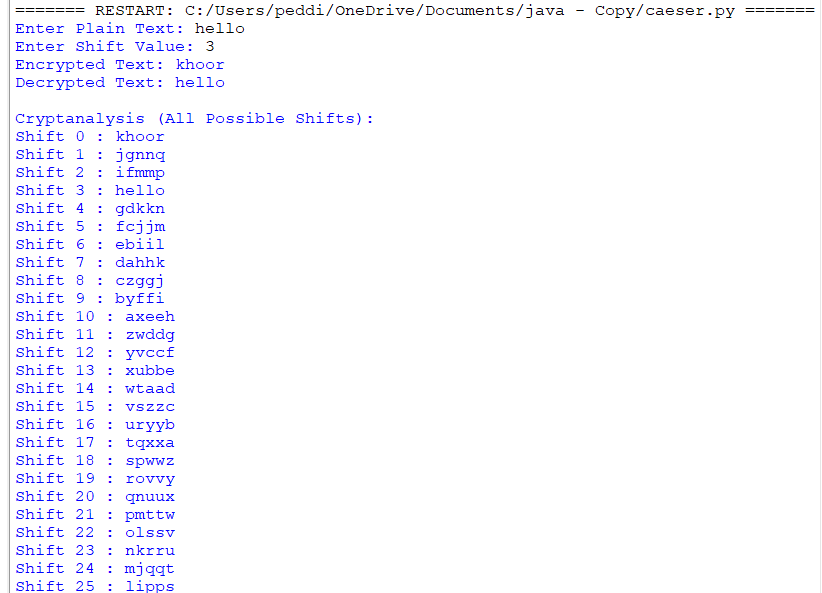 ======= RESTART: C:/Users/peddi/OneDrive/Documents/java - Copy/caeser.py =======
Enter Plain Text: hello
Enter Shift Value: 3
Encrypted Text: khoor
Decrypted Text: hello
Cryptanalysis (All Possible Shifts):
Shift 0 : khoor
Shift 1 : jgnnq
Shift 2 : ifmmp
Shift 3 : hello
Shift 4 : gdkkn
Shift 5 : fcjjm
Shift 6 : ebiil
Shift 7 : dahhk
Shift 8 : czggj
Shift 9 : byffi
Shift 10 : axeeh
Shift 11 : zwddg
Shift 12 : yvccf
Shift 13 : xubbe
Shift 14 : wtaad
Shift 15 : vszzc
Shift 16 : uryyb
Shift 17 : tqxxa
Shift 18 : spwwz
Shift 19 : rovvy
Shift 20 : qnuux
Shift 21 : pmttw
Shift 22 : olssv
Shift 23 : nkrru
Shift 24 : mjqqt
Shift 25 : lipps